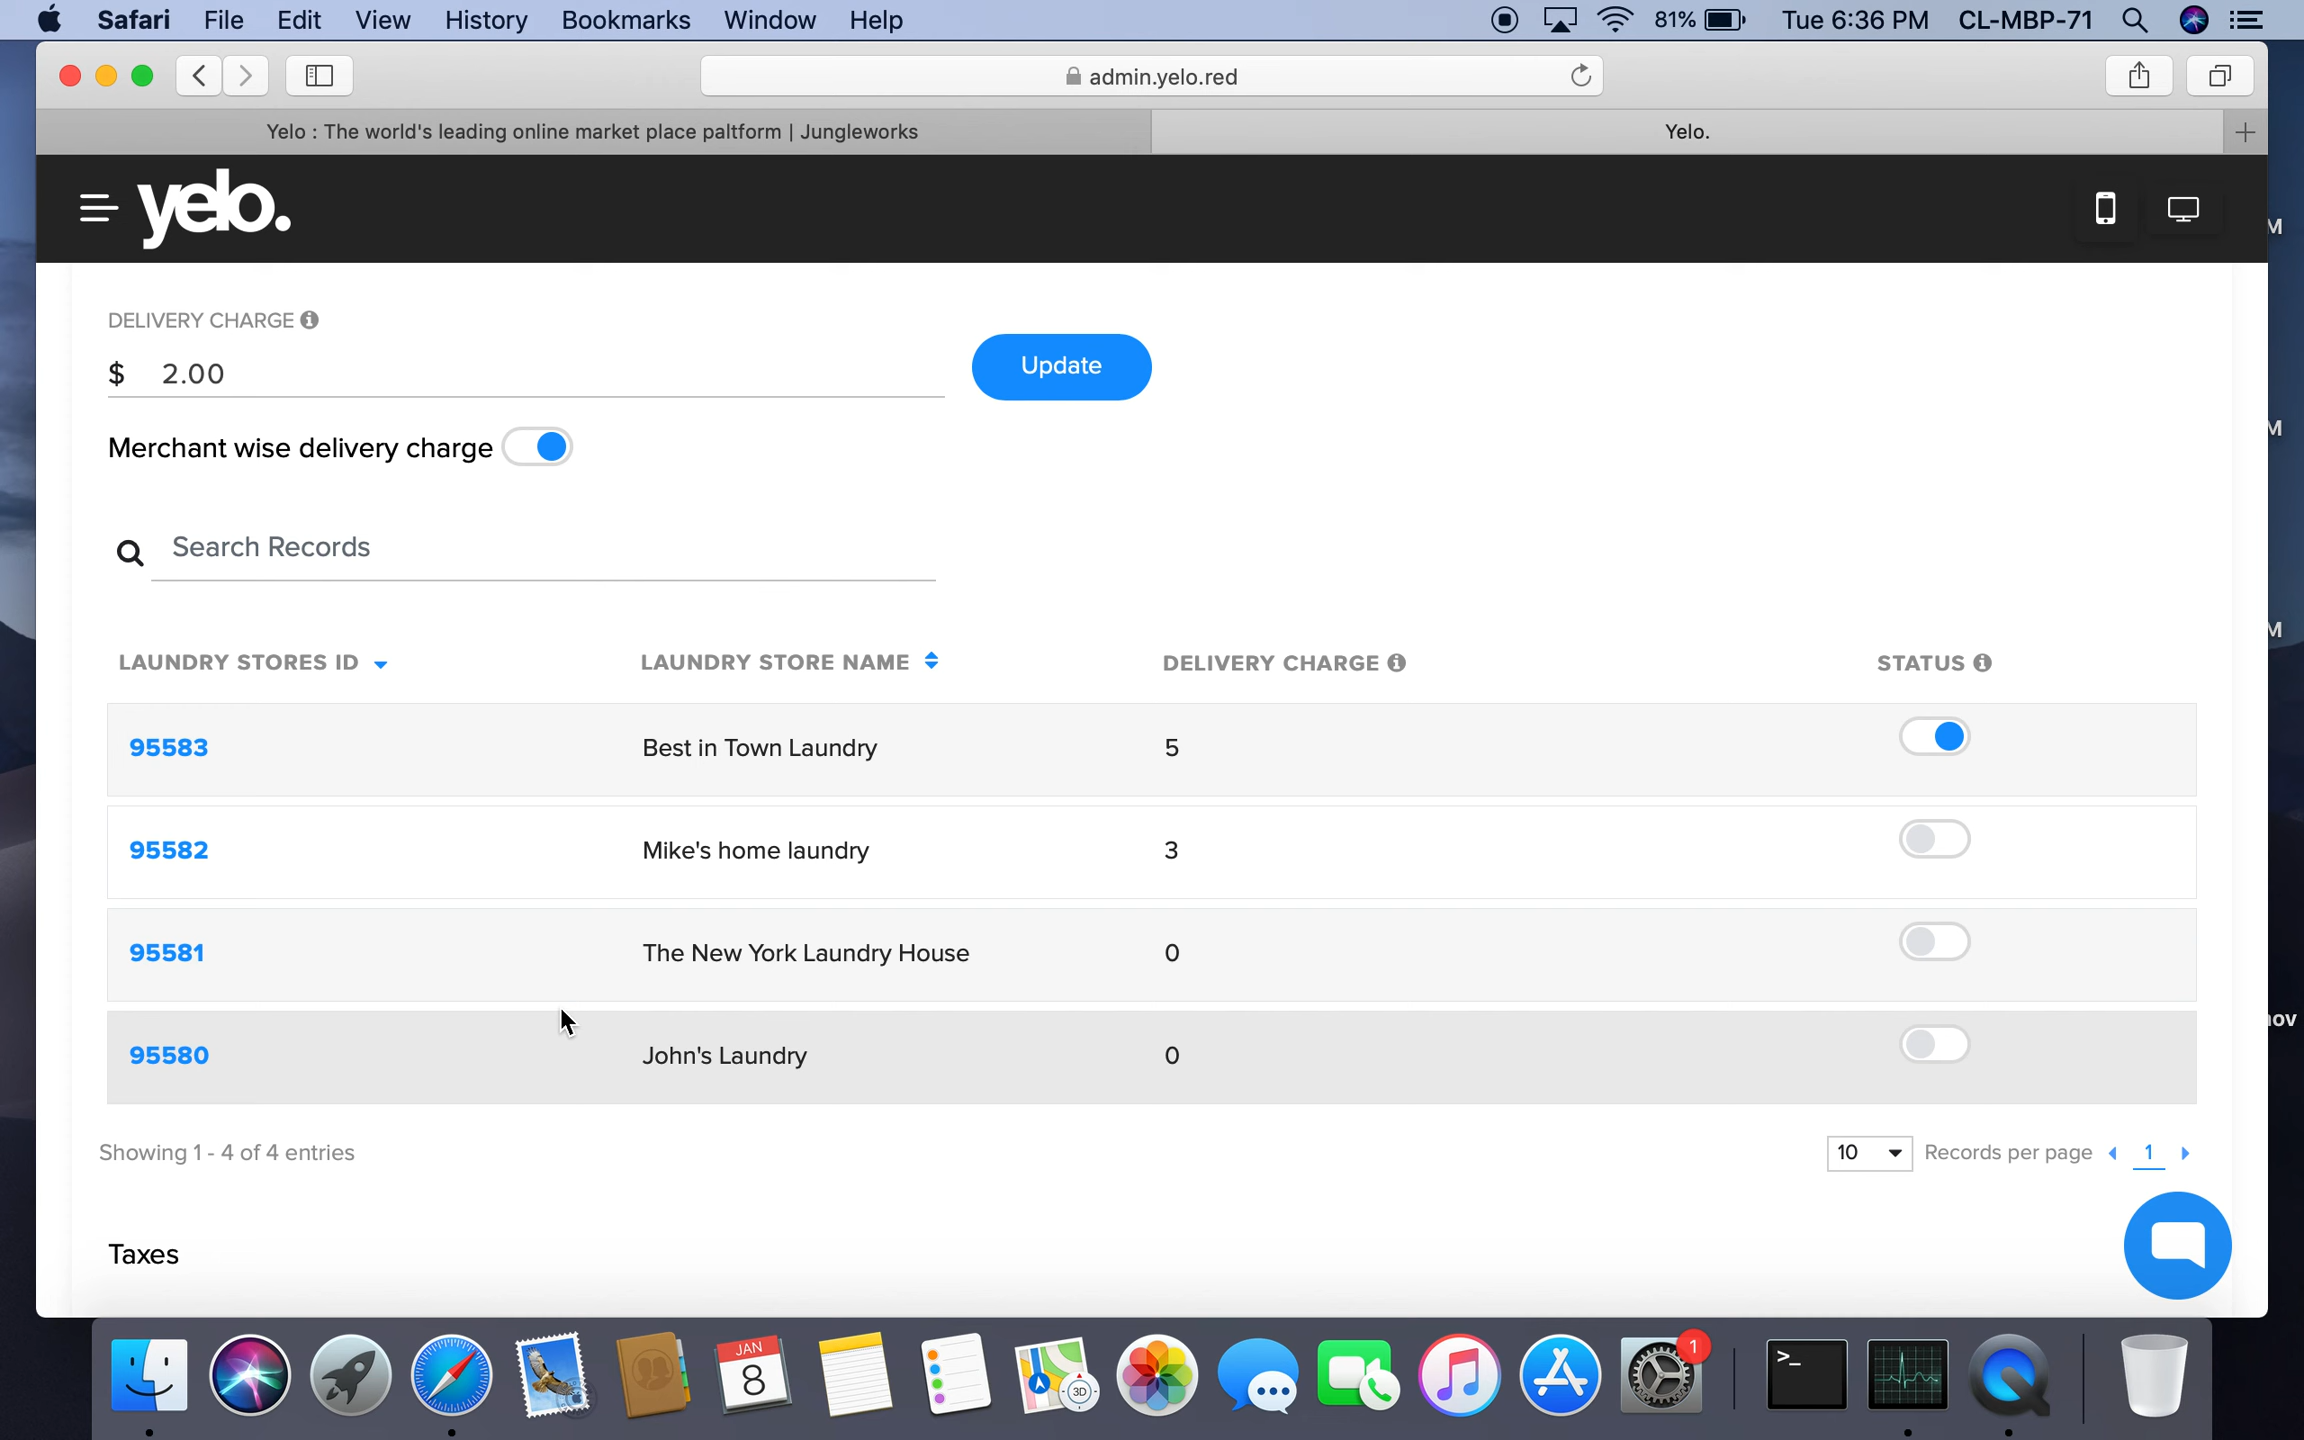 Safari File Edit View History Bookmarks Window Help 81% Tue 6:36 PM CL-MBP-71
admin.yelo.red
Yelo : The world's leading online market place paltform | Jungleworks
Yelo.
yelo.
M
DELIVERY CHARGE
$ 2.00
Update
M
Merchant wise delivery charge
Search Records
M
LAUNDRY STORES ID LAUNDRY STORE NAME DELIVERY CHARGE STATUS
95583 Best in Town Laundry 5
95582 Mike's home laundry 3
95581 The New York Laundry House 0
95580 John's Laundry 0
Showing 1 - 4 of 4 entries
10 Records per page 1
Taxes
JAN
8
3D
1
>_